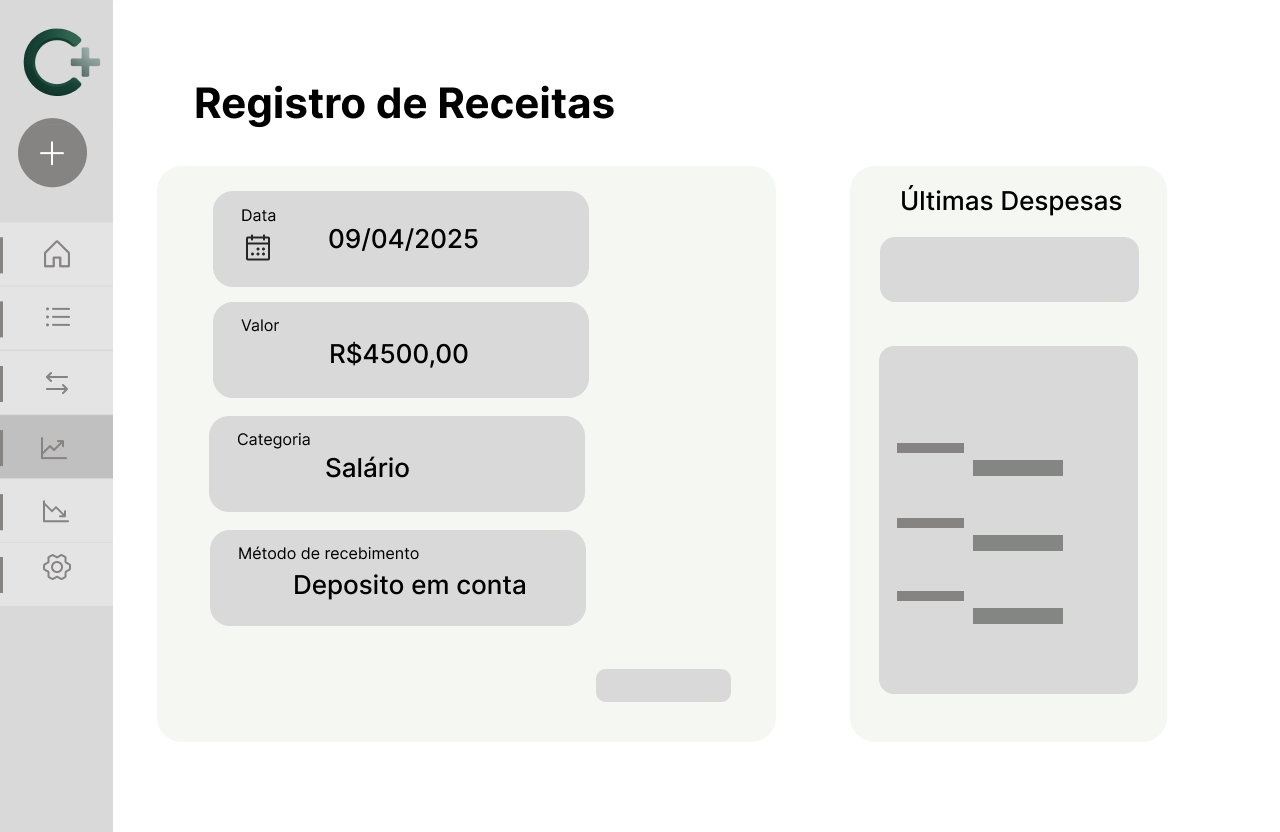 C+
Registro de Receitas
Data
09/04/2025
Valor
R$4500,00
Categoria
Salário
Método de recebimento
Deposito em conta
Últimas Despesas